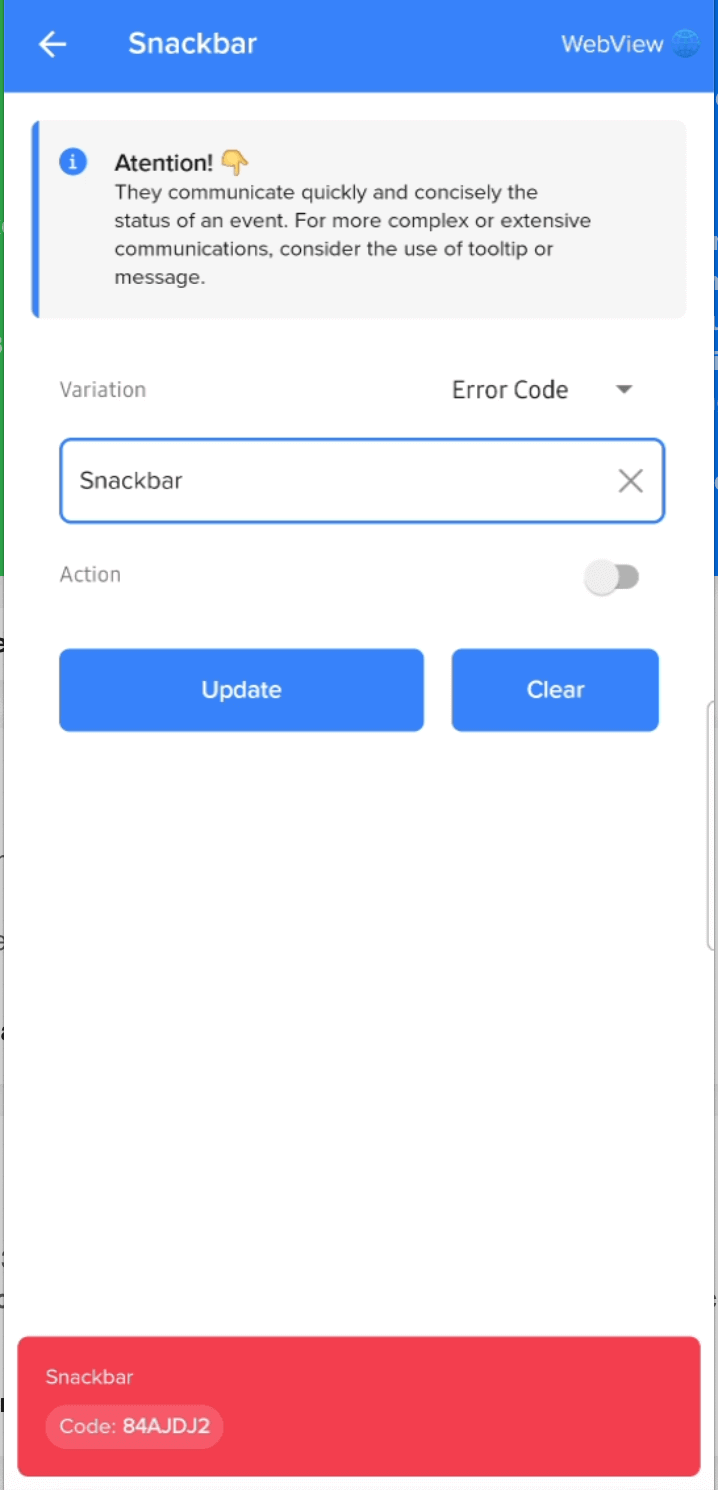 Snackbar
WebView
Atention! 👇
They communicate quickly and concisely the
status of an event. For more complex or extensive
communications, consider the use of tooltip or
message.
Variation
Error Code
Snackbar
Action
Update
Clear
Snackbar
Code: 84AJDJ2